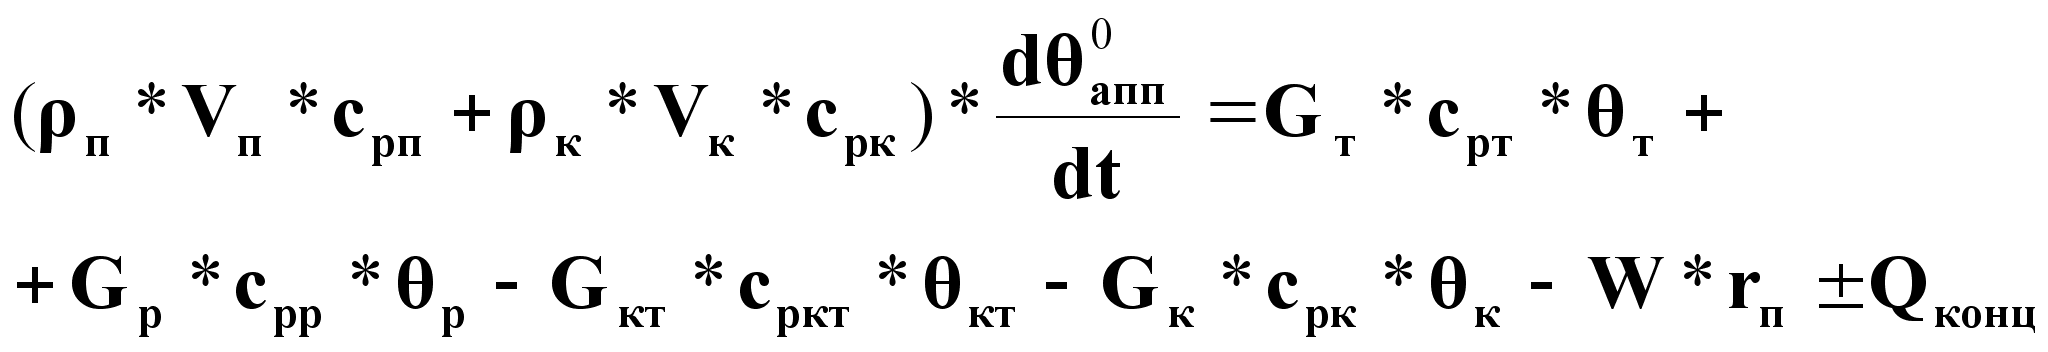 (ρп * Vп * cрп + ρк * Vк * cрк) * dθ⁰апп / dt = Gт * cрт * θт +
+ Gр * cрр * θр - Gкт * cркт * θкт - Gк * cрк * θк - W * rп ± Qконц